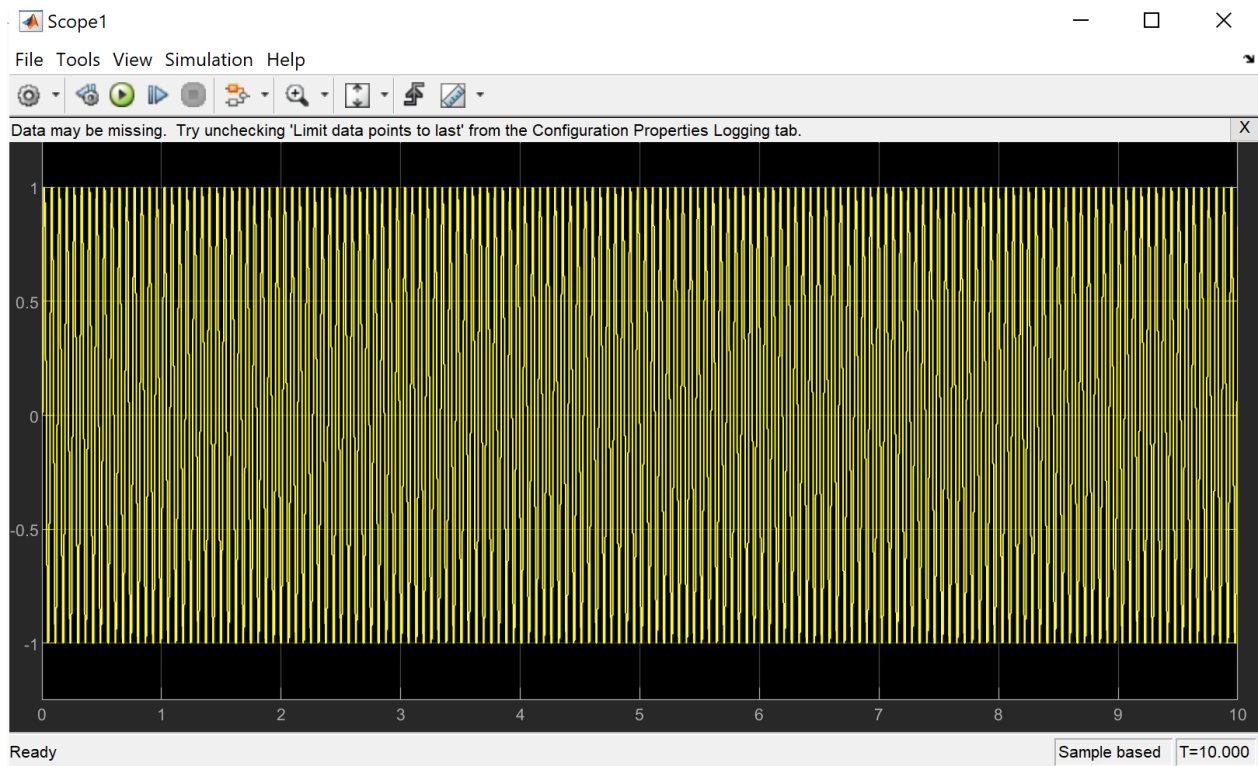 Scope1
File Tools View Simulation Help
Data may be missing. Try unchecking 'Limit data points to last' from the Configuration Properties Logging tab.
X
1
0.5
0
-0.5
-1
0 1 2 3 4 5 6 7 8 9 10
Ready
Sample based T=10.000